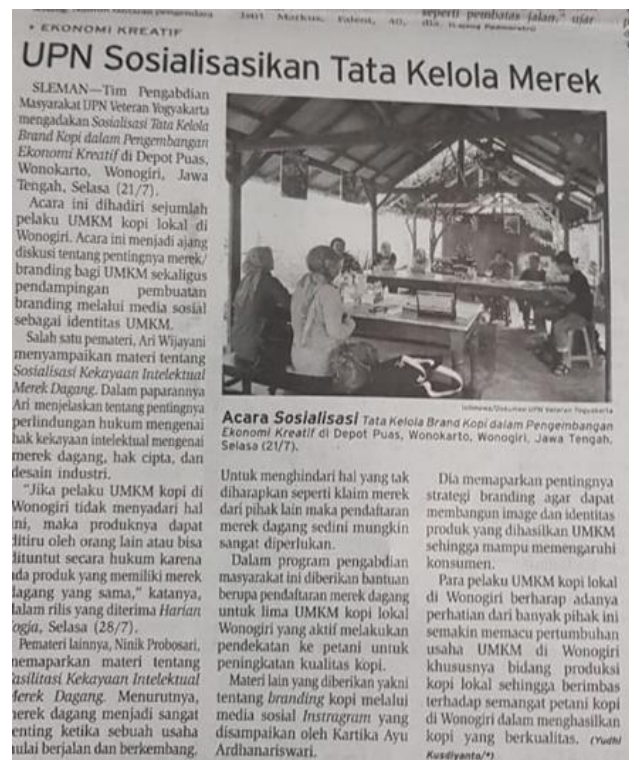 seperti pembatas jalan," ujar
• EKONOMI KREATIF
UPN Sosialisasikan Tata Kelola Merek
SLEMAN—Tim Pengabdian
Masyarakat UPN Veteran Yogyakarta
mengadakan Sosialisasi Tata Kelola
Brand Kopi dalam Pengembangan
Ekonomi Kreatif di Depot Puas,
Wonokarto, Wonogiri, Jawa
Tengah, Selasa (21/7).
Acara ini dihadiri sejumlah
pelaku UMKM kopi lokal di
Wonogiri. Acara ini menjadi ajang
diskusi tentang pentingnya merek/
branding bagi UMKM sekaligus
pendampingan pembuatan
branding melalui media sosial
sebagai identitas UMKM.
Salah satu pemateri, Ari Wijayani
menyampaikan materi tentang
Sosialisasi Kekayaan Intelektual
Merek Dagang. Dalam paparannya
Ari menjelaskan tentang pentingnya
perlindungan hukum mengenai
hak kekayaan intelektual mengenai
merek dagang, hak cipta, dan
desain industri.
"Jika pelaku UMKM kopi di
Wonogiri tidak menyadari hal
ini, maka produknya dapat
ditiru oleh orang lain atau bisa
dituntut secara hukum karena
ada produk yang memiliki merek
dagang yang sama," katanya,
dalam rilis yang diterima Harian
Jogja, Selasa (28/7).
Pemateri lainnya, Ninik Probosari,
memaparkan materi tentang
Fasilitasi Kekayaan Intelektual
Merek Dagang. Menurutnya,
merek dagang menjadi sangat
penting ketika sebuah usaha
mulai berjalan dan berkembang.
Istimewa/Dokumen UPN Veteran Yogyakarta
Acara Sosialisasi Tata Kelola Brand Kopi dalam Pengembangan
Ekonomi Kreatif di Depot Puas, Wonokarto, Wonogiri, Jawa Tengah,
Selasa (21/7).
Untuk menghindari hal yang tak
diharapkan seperti klaim merek
dari pihak lain maka pendaftaran
merek dagang sedini mungkin
sangat diperlukan.
Dalam program pengabdian
masyarakat ini diberikan bantuan
berupa pendaftaran merek dagang
untuk lima UMKM kopi lokal
Wonogiri yang aktif melakukan
pendekatan ke petani untuk
peningkatan kualitas kopi.
Materi lain yang diberikan yakni
tentang branding kopi melalui
media sosial Instragram yang
disampaikan oleh Kartika Ayu
Ardhanariswari.
Dia memaparkan pentingnya
strategi branding agar dapat
membangun image dan identitas
produk yang dihasilkan UMKM
sehingga mampu memengaruhi
konsumen.
Para pelaku UMKM kopi lokal
di Wonogiri berharap adanya
perhatian dari banyak pihak ini
semakin memacu pertumbuhan
usaha UMKM di Wonogiri
khususnya bidang produksi
kopi lokal sehingga berimbas
terhadap semangat petani kopi
di Wonogiri dalam menghasilkan
kopi yang berkualitas. (Yudhi
Kusdiyanto/*)